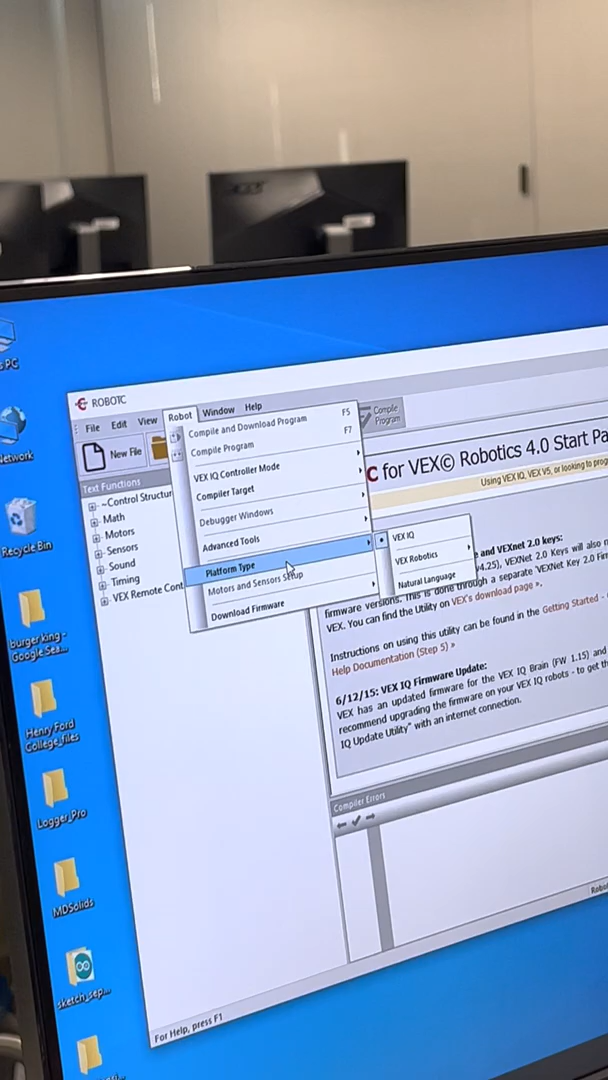 acer
s PC
Network
Recycle Bin
burger king -
Google Sea...
Henry Ford
College_files
Logger_Pro
MDSolids
sketch_sep...
ROBOTC
File Edit View Robot Window Help
New File
Compile
Program
Text Functions
~Control Structur
Math
Motors
Sensors
Sound
Timing
VEX Remote Cont
Compile and Download Program F5
Compile Program F7
VEX IQ Controller Mode
Compiler Target
Debugger Windows
Advanced Tools
Platform Type
Motors and Sensors Setup
Download Firmware
VEX IQ
VEX Robotics
Natural Language
C for VEX© Robotics 4.0 Start Pa
Using VEX IQ, VEX V5, or looking to prog
e and VEXnet 2.0 keys:
v4.25), VEXNet 2.0 Keys will also
firmware versions. This is done through a separate 'VEXNet Key 2.0 Fir
VEX. You can find the Utility on VEX's download page ».
Instructions on using this utility can be found in the Getting Started -
Help Documentation (Step 5) »
6/12/15: VEX IQ Firmware Update:
VEX has an updated firmware for the VEX IQ Brain (FW 1.15) and
recommend upgrading the firmware on your VEX IQ robots - to get th
IQ Update Utility" with an internet connection.
Compiler Errors
For Help, press F1